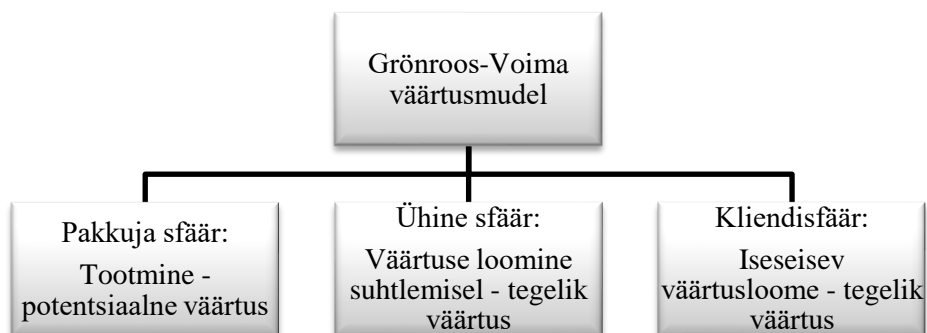 Grönroos-Voima
väärtusmudel
Pakkuja sfäär:
Tootmine -
potentsiaalne väärtus
Ühine sfäär:
Väärtuse loomine
suhtlemisel - tegelik
väärtus
Kliendisfäär:
Iseseisev
väärtusloome - tegelik
väärtus